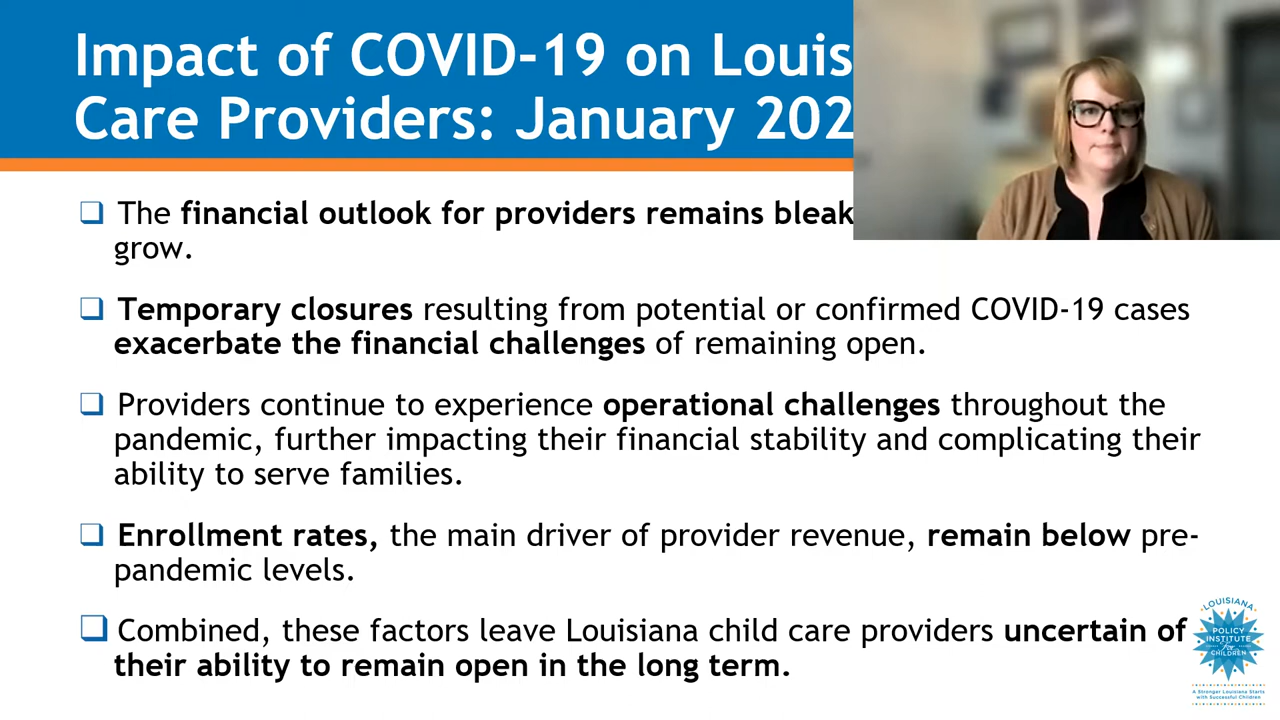 Impact of COVID-19 on Louis
Care Providers: January 202
❑ The financial outlook for providers remains bleak
grow.
❑ Temporary closures resulting from potential or confirmed COVID-19 cases
exacerbate the financial challenges of remaining open.
❑ Providers continue to experience operational challenges throughout the
pandemic, further impacting their financial stability and complicating their
ability to serve families.
❑ Enrollment rates, the main driver of provider revenue, remain below pre-
pandemic levels.
❑ Combined, these factors leave Louisiana child care providers uncertain of
their ability to remain open in the long term.
LOUISIANA
POLICY
INSTITUTE
for
CHILDREN
A Stronger Louisiana Starts
with Successful Children